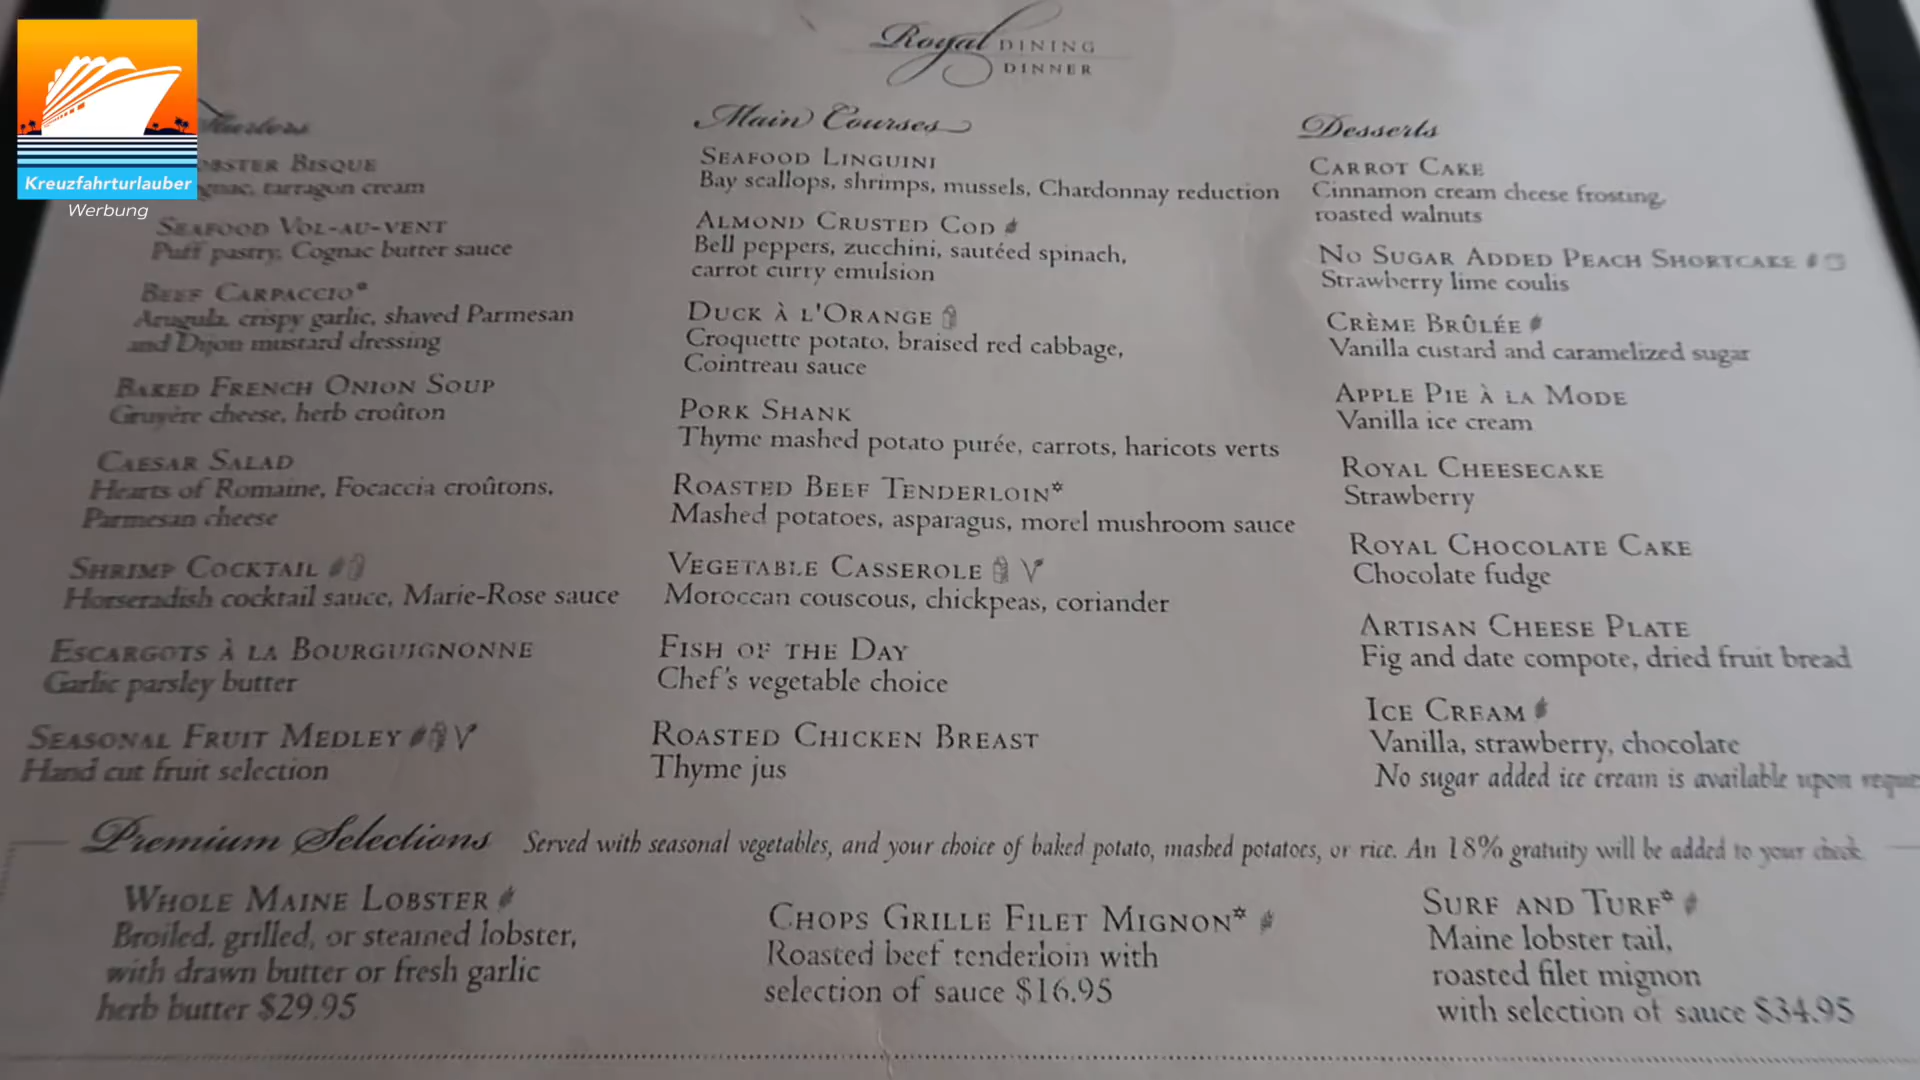 Kreuzfahrturlauber
Werbung
Royal DINING
DINNER
Starters
LOBSTER BISQUE
Cognac, tarragon cream
SEAFOOD VOL-AU-VENT
Puff pastry, Cognac butter sauce
BEEF CARPACCIO*
Arugula, crispy garlic, shaved Parmesan
and Dijon mustard dressing
BAKED FRENCH ONION SOUP
Gruyère cheese, herb croûton
CAESAR SALAD
Hearts of Romaine, Focaccia croûtons,
Parmesan cheese
SHRIMP COCKTAIL
Horseradish cocktail sauce, Marie-Rose sauce
ESCARGOTS À LA BOURGUIGNONNE
Garlic parsley butter
SEASONAL FRUIT MEDLEY
Hand cut fruit selection
Main Courses
SEAFOOD LINGUINI
Bay scallops, shrimps, mussels, Chardonnay reduction
ALMOND CRUSTED COD
Bell peppers, zucchini, sautéed spinach,
carrot curry emulsion
DUCK À L'ORANGE
Croquette potato, braised red cabbage,
Cointreau sauce
PORK SHANK
Thyme mashed potato purée, carrots, haricots verts
ROASTED BEEF TENDERLOIN*
Mashed potatoes, asparagus, morel mushroom sauce
VEGETABLE CASSEROLE
Moroccan couscous, chickpeas, coriander
FISH OF THE DAY
Chef's vegetable choice
ROASTED CHICKEN BREAST
Thyme jus
Desserts
CARROT CAKE
Cinnamon cream cheese frosting,
roasted walnuts
NO SUGAR ADDED PEACH SHORTCAKE
Strawberry lime coulis
CRÈME BRÛLÉE
Vanilla custard and caramelized sugar
APPLE PIE À LA MODE
Vanilla ice cream
ROYAL CHEESECAKE
Strawberry
ROYAL CHOCOLATE CAKE
Chocolate fudge
ARTISAN CHEESE PLATE
Fig and date compote, dried fruit bread
ICE CREAM
Vanilla, strawberry, chocolate
No sugar added ice cream is available upon reque
Premium Selections Served with seasonal vegetables, and your choice of baked potato, mashed potatoes, or rice. An 18% gratuity will be added to your check.
WHOLE MAINE LOBSTER
Broiled, grilled, or steamed lobster,
with drawn butter or fresh garlic
herb butter $29.95
CHOPS GRILLE FILET MIGNON*
Roasted beef tenderloin with
selection of sauce $16.95
SURF AND TURF*
Maine lobster tail,
roasted filet mignon
with selection of sauce $34.95